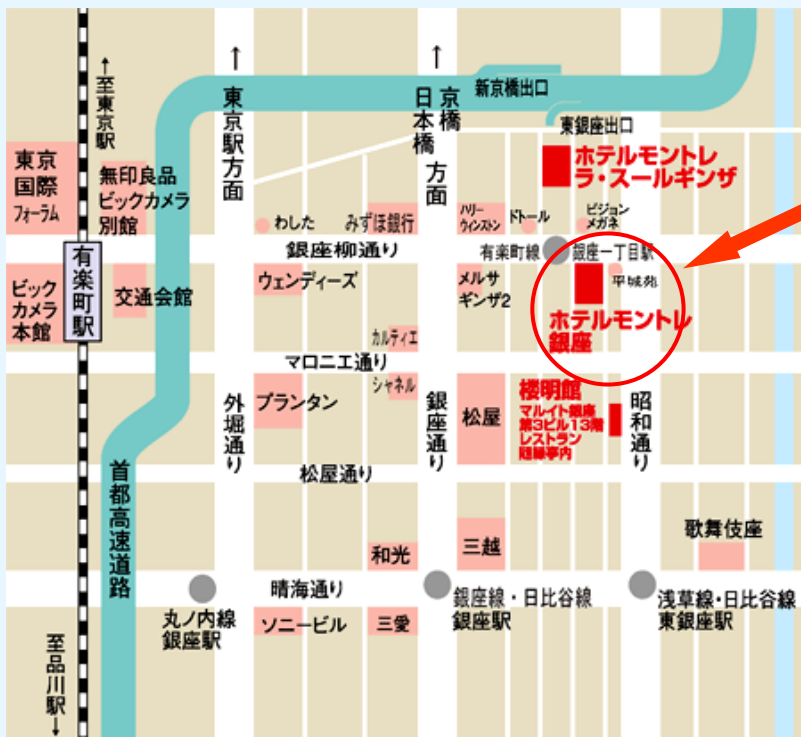 ↑
至東京駅
↑
東京駅方面
↑
京橋
日本橋
方面
新京橋出口
東銀座出口
東京
国際
フォーラム
無印良品
ビックカメラ
別館
ホテルモントレ
ラ・スールギンザ
わした
みずほ銀行
ハリー
ウィンストン
ドトール
ビジョン
メガネ
銀座柳通り
有楽町線
銀座一丁目駅
有楽町駅
ビック
カメラ
本館
交通会館
ウェンディーズ
メルサ
ギンザ2
平城苑
ホテルモントレ
銀座
カルティエ
マロニエ通り
シャネル
プランタン
外堀通り
銀座通り
松屋
楼明館
マルイト銀座
第3ビル13階
レストラン
随縁亭内
昭和通り
松屋通り
首都高速道路
和光
三越
歌舞伎座
晴海通り
丸ノ内線
銀座駅
銀座線・日比谷線
銀座駅
浅草線・日比谷線
東銀座駅
ソニービル
三愛
至品川駅
↓